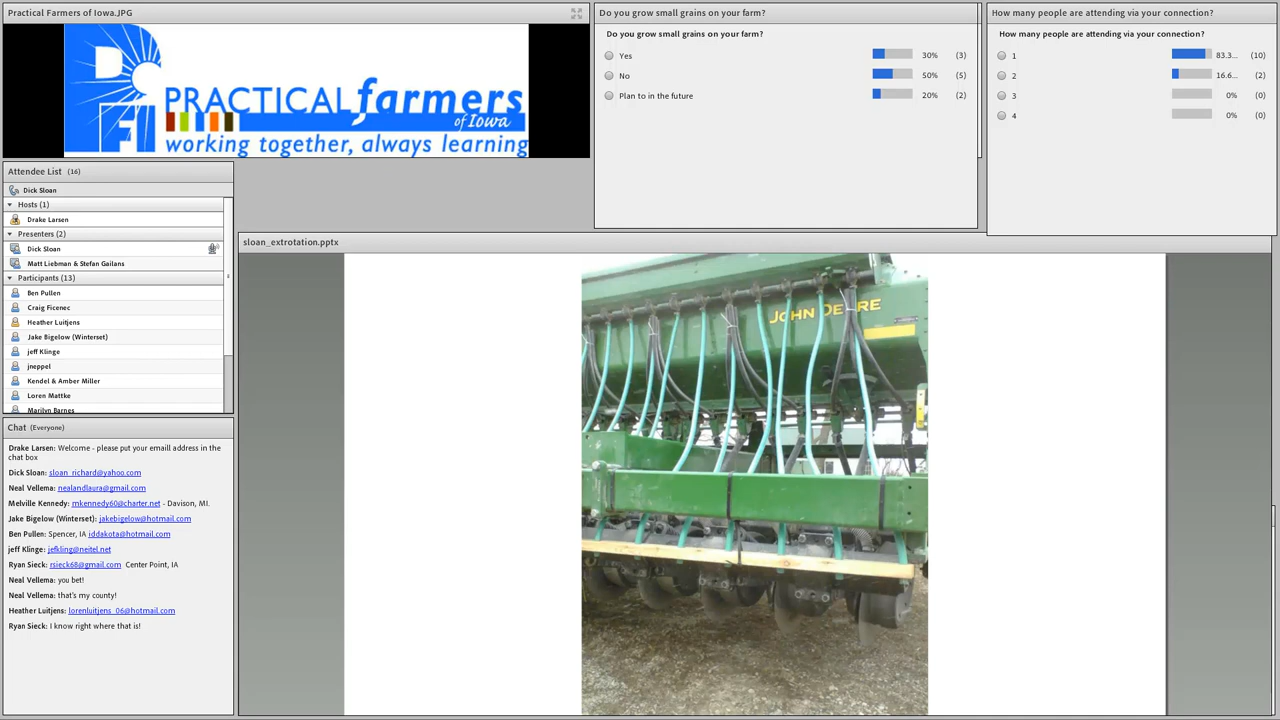 Practical Farmers of Iowa.JPG
PRACTICAL farmers
of Iowa
working together, always learning
Do you grow small grains on your farm?
Do you grow small grains on your farm?
Yes 30% (3)
No 50% (5)
Plan to in the future 20% (2)
How many people are attending via your connection?
How many people are attending via your connection?
1 83.3... (10)
2 16.6... (2)
3 0% (0)
4 0% (0)
Attendee List (16)
Dick Sloan
Hosts (1)
Drake Larsen
Presenters (2)
Dick Sloan
Matt Liebman & Stefan Gailans
Participants (13)
Ben Pullen
Craig Ficenec
Heather Luitjens
Jake Bigelow (Winterset)
jeff Klinge
jneppel
Kendel & Amber Miller
Loren Mattke
Marilyn Barnes
Chat (Everyone)
Drake Larsen: Welcome - please put your emaill address in the
chat box
Dick Sloan: sloan_richard@yahoo.com
Neal Vellema: nealandlaura@gmail.com
Melville Kennedy: mkennedy60@charter.net - Davison, MI.
Jake Bigelow (Winterset): jakebigelow@hotmail.com
Ben Pullen: Spencer, IA iddakota@hotmail.com
jeff Klinge: jefkling@neitel.net
Ryan Sieck: rsieck68@gmail.com Center Point, IA
Neal Vellema: you bet!
Neal Vellema: that's my county!
Heather Luitjens: lorenluitjens_06@hotmail.com
Ryan Sieck: I know right where that is!
sloan_extrotation.pptx
JOHN DEERE